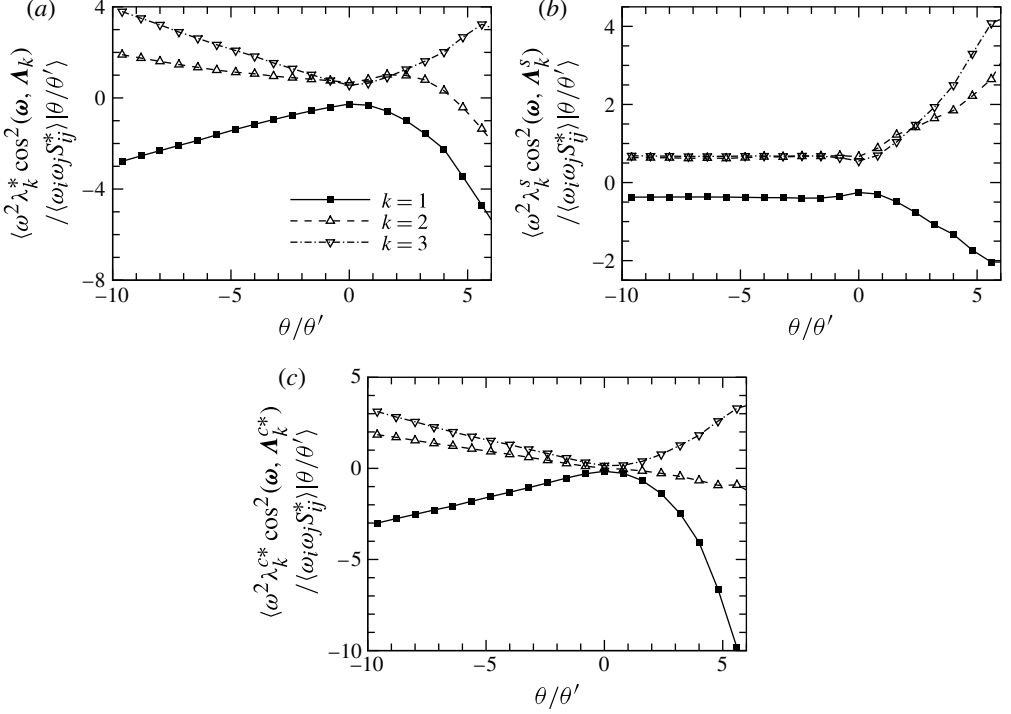 (a)
4
0
−4
−8
−10
−5
0
5
θ/θ′
⟨ω²λ*ₖ cos²(ω, Λₖ)
/⟨ωᵢωⱼS*ᵢⱼ⟩|θ/θ′⟩
k = 1
k = 2
k = 3
(b)
4
2
0
−2
−10
−5
0
5
θ/θ′
⟨ω²λˢₖ cos²(ω, Λˢₖ)
/⟨ωᵢωⱼS*ᵢⱼ⟩|θ/θ′⟩
(c)
5
0
−5
−10
−10
−5
0
5
θ/θ′
⟨ω²λᶜ*ₖ cos²(ω, Λᶜ*ₖ)
/⟨ωᵢωⱼS*ᵢⱼ⟩|θ/θ′⟩